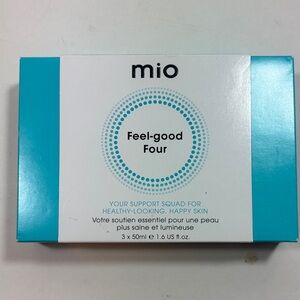 mio
Feel-good
Four
YOUR SUPPORT SQUAD FOR
HEALTHY-LOOKING, HAPPY SKIN
Votre soutien essentiel pour une peau
plus saine et lumineuse
3 x 50ml e 1.6 US fl.oz.